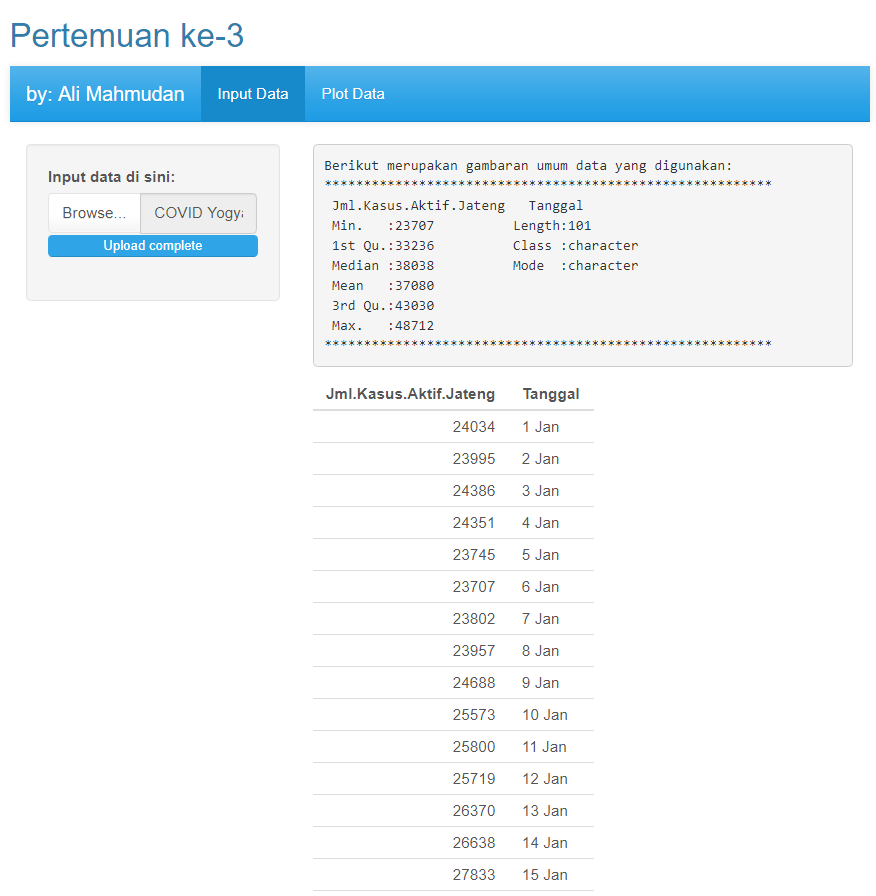 Pertemuan ke-3
by: Ali Mahmudan Input Data Plot Data
Input data di sini:
Browse... COVID Yogy
Upload complete
Berikut merupakan gambaran umum data yang digunakan:
*********************************************************
Jml.Kasus.Aktif.Jateng Tanggal
Min. :23707 Length:101
1st Qu.:33236 Class :character
Median :38038 Mode :character
Mean :37080
3rd Qu.:43030
Max. :48712
*********************************************************
Jml.Kasus.Aktif.Jateng Tanggal
24034 1 Jan
23995 2 Jan
24386 3 Jan
24351 4 Jan
23745 5 Jan
23707 6 Jan
23802 7 Jan
23957 8 Jan
24688 9 Jan
25573 10 Jan
25800 11 Jan
25719 12 Jan
26370 13 Jan
26638 14 Jan
27833 15 Jan